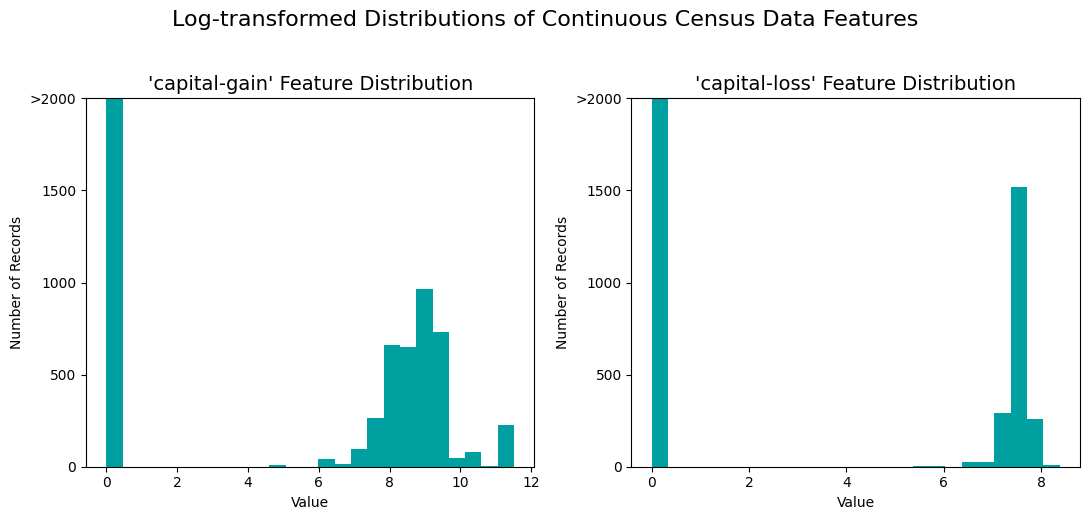 Log-transformed Distributions of Continuous Census Data Features
'capital-gain' Feature Distribution
>2000
1500
1000
500
0
Number of Records
0 2 4 6 8 10 12
Value
'capital-loss' Feature Distribution
>2000
1500
1000
500
0
Number of Records
0 2 4 6 8
Value